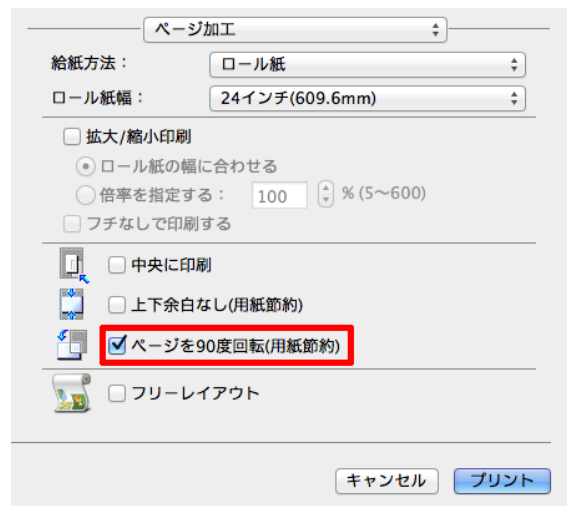 ページ加工
給紙方法： ロール紙
ロール紙幅： 24インチ(609.6mm)
拡大/縮小印刷
ロール紙の幅に合わせる
倍率を指定する： 100 % (5〜600)
フチなしで印刷する
中央に印刷
上下余白なし(用紙節約)
ページを90度回転(用紙節約)
フリーレイアウト
キャンセル プリント